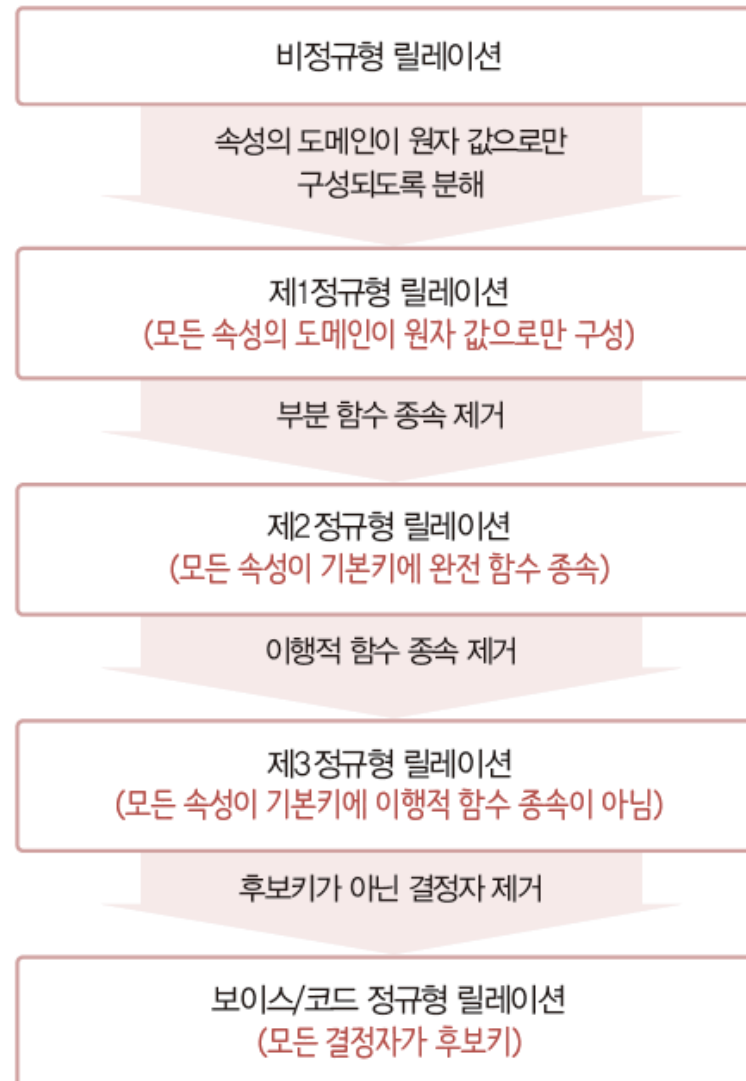 비정규형 릴레이션
속성의 도메인이 원자 값으로만
구성되도록 분해
제1정규형 릴레이션
(모든 속성의 도메인이 원자 값으로만 구성)
부분 함수 종속 제거
제2정규형 릴레이션
(모든 속성이 기본키에 완전 함수 종속)
이행적 함수 종속 제거
제3정규형 릴레이션
(모든 속성이 기본키에 이행적 함수 종속이 아님)
후보키가 아닌 결정자 제거
보이스/코드 정규형 릴레이션
(모든 결정자가 후보키)